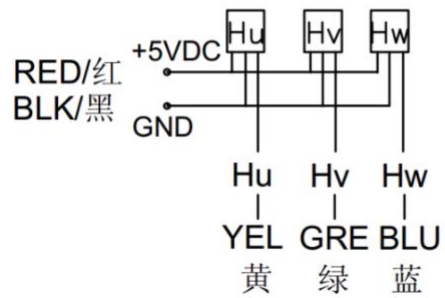 Hu Hv Hw
+5VDC
RED/红
BLK/黑
GND
Hu Hv Hw
YEL GRE BLU
黄 绿 蓝